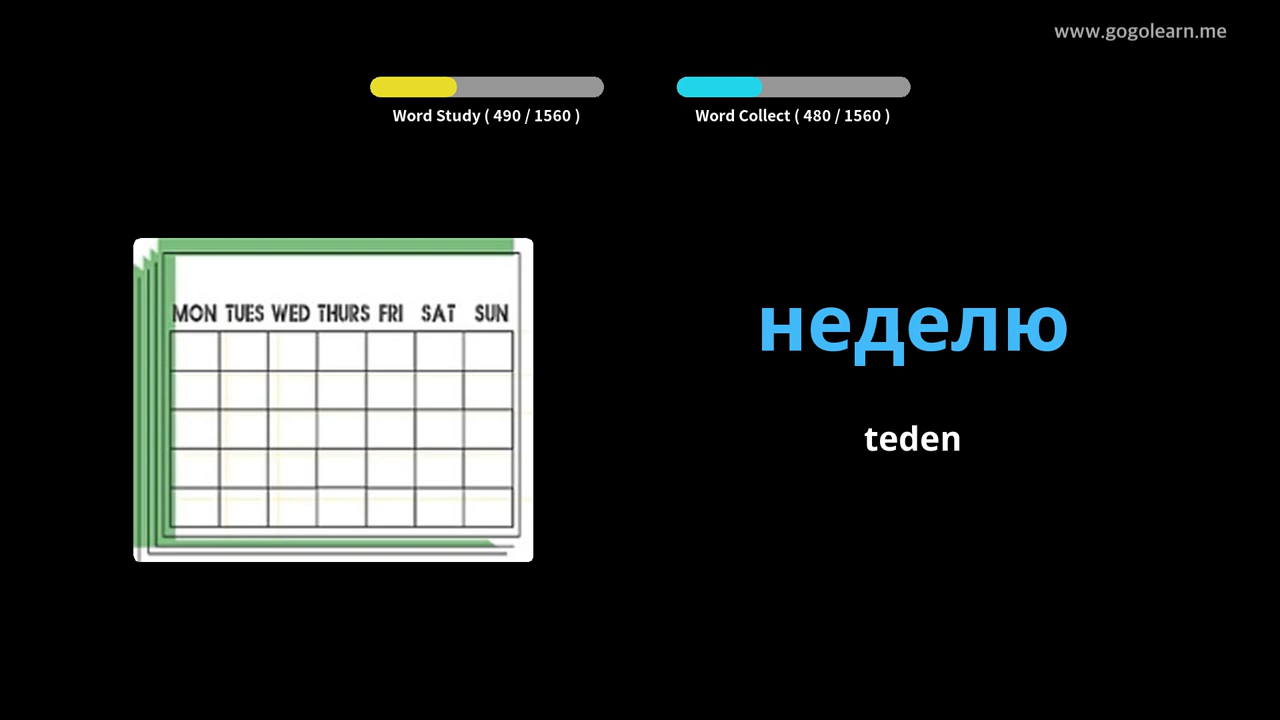 www.gogolearn.me
Word Study ( 490 / 1560 )
Word Collect ( 480 / 1560 )
MON TUES WED THURS FRI SAT SUN
неделю
teden